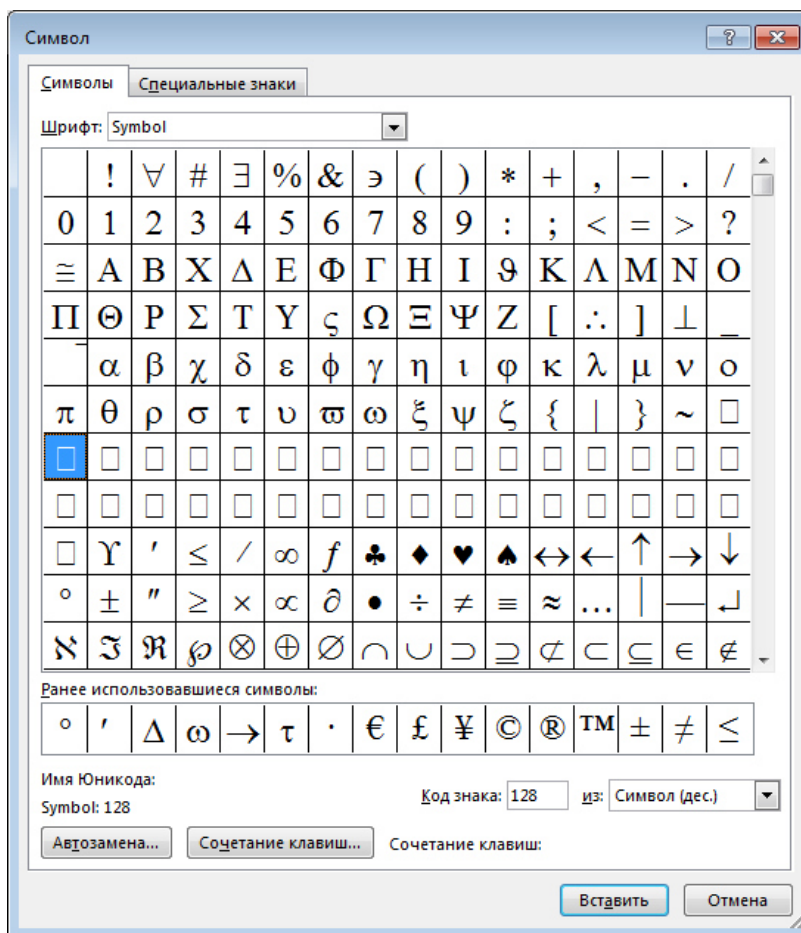 Символ
Символы Специальные знаки
Шрифт: Symbol
! ∀ # ∃ % & ∍ ( ) ∗ + , − . /
0 1 2 3 4 5 6 7 8 9 : ; < = > ?
≅ Α Β Χ Δ Ε Φ Γ Η Ι ϑ Κ Λ Μ Ν Ο
Π Θ Ρ Σ Τ Υ ς Ω Ξ Ψ Ζ [ ∴ ] ⊥ _
‾ α β χ δ ε φ γ η ι ϕ κ λ μ ν ο
π θ ρ σ τ υ ϖ ω ξ ψ ζ { | } ~ □
□ □ □ □ □ □ □ □ □ □ □ □ □ □ □ □
□ □ □ □ □ □ □ □ □ □ □ □ □ □ □ □
□ ϒ ′ ≤ ⁄ ∞ ƒ ♣ ♦ ♥ ♠ ↔ ← ↑ → ↓
° ± ″ ≥ × ∝ ∂ • ÷ ≠ ≡ ≈ … | — ↵
ℵ ℑ ℜ ℘ ⊗ ⊕ ∅ ∩ ∪ ⊃ ⊇ ⊄ ⊂ ⊆ ∈ ∉
Ранее использовавшиеся символы:
° ′ Δ ω → τ · € £ ¥ © ® ™ ± ≠ ≤
Имя Юникода:
Symbol: 128
Код знака: 128 из: Символ (дес.)
Автозамена... Сочетание клавиш... Сочетание клавиш:
Вставить Отмена